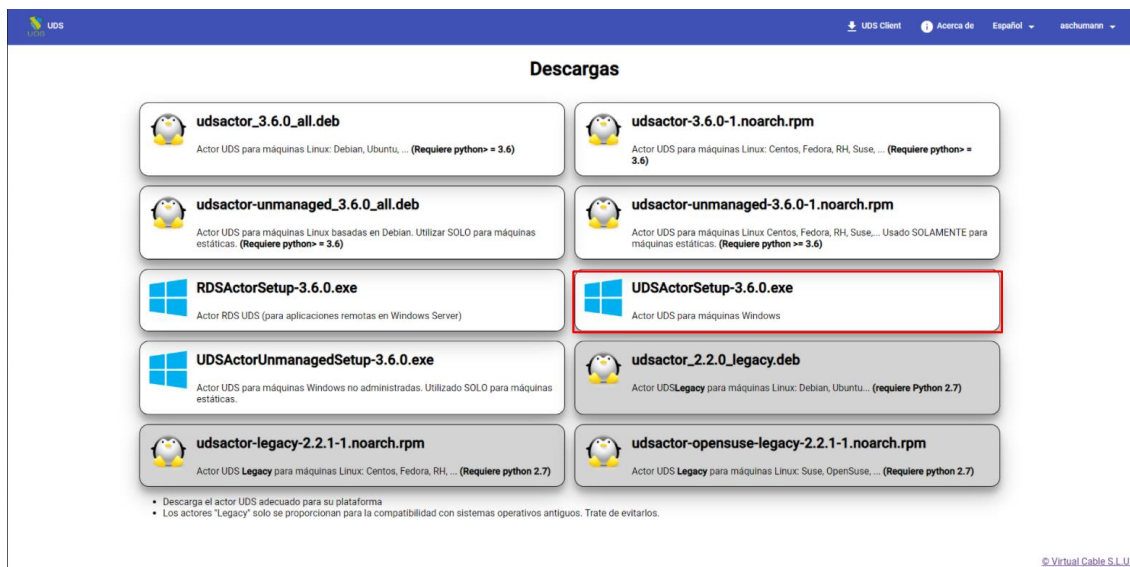 UDS
UDS
UDS Client
Acerca de
Español
aschumann
Descargas
udsactor_3.6.0_all.deb
Actor UDS para máquinas Linux: Debian, Ubuntu, ... (Requiere python> = 3.6)
udsactor-3.6.0-1.noarch.rpm
Actor UDS para máquinas Linux: Centos, Fedora, RH, Suse, ... (Requiere python> =
3.6)
udsactor-unmanaged_3.6.0_all.deb
Actor UDS para máquinas Linux basadas en Debian. Utilizar SOLO para máquinas
estáticas. (Requiere python> = 3.6)
udsactor-unmanaged-3.6.0-1.noarch.rpm
Actor UDS para máquinas Linux Centos, Fedora, RH, Suse,... Usado SOLAMENTE para
máquinas estáticas. (Requiere python >= 3.6)
RDSActorSetup-3.6.0.exe
Actor RDS UDS (para aplicaciones remotas en Windows Server)
UDSActorSetup-3.6.0.exe
Actor UDS para máquinas Windows
UDSActorUnmanagedSetup-3.6.0.exe
Actor UDS para máquinas Windows no administradas. Utilizado SOLO para máquinas
estáticas.
udsactor_2.2.0_legacy.deb
Actor UDSLegacy para máquinas Linux: Debian, Ubuntu... (requiere Python 2.7)
udsactor-legacy-2.2.1-1.noarch.rpm
Actor UDS Legacy para máquinas Linux: Centos, Fedora, RH, ... (Requiere python 2.7)
udsactor-opensuse-legacy-2.2.1-1.noarch.rpm
Actor UDS Legacy para máquinas Linux: Suse, OpenSuse, ... (Requiere python 2.7)
• Descarga el actor UDS adecuado para su plataforma
• Los actores "Legacy" solo se proporcionan para la compatibilidad con sistemas operativos antiguos. Trate de evitarlos.
© Virtual Cable S.L.U